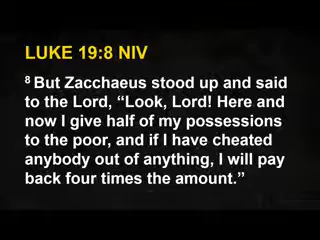 LUKE 19:8 NIV
8 But Zacchaeus stood up and said
to the Lord, “Look, Lord! Here and
now I give half of my possessions
to the poor, and if I have cheated
anybody out of anything, I will pay
back four times the amount.”